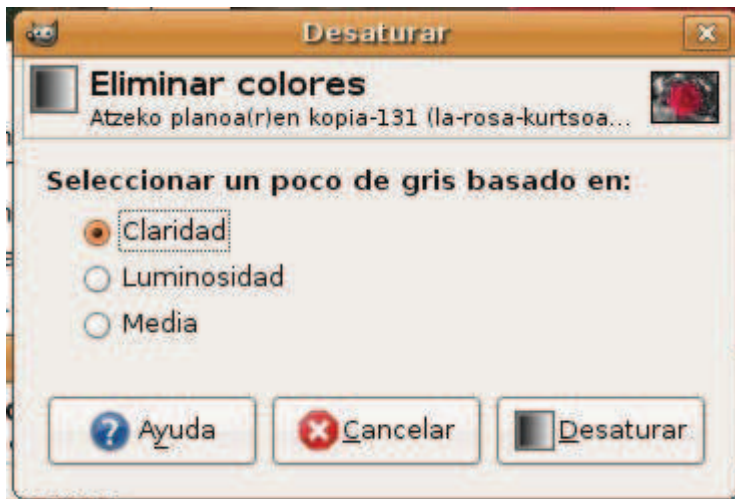 Desaturar
Eliminar colores
Atzeko planoa(r)en kopia-131 (la-rosa-kurtsoa...
Seleccionar un poco de gris basado en:
Claridad
Luminosidad
Media
Ayuda Cancelar Desaturar